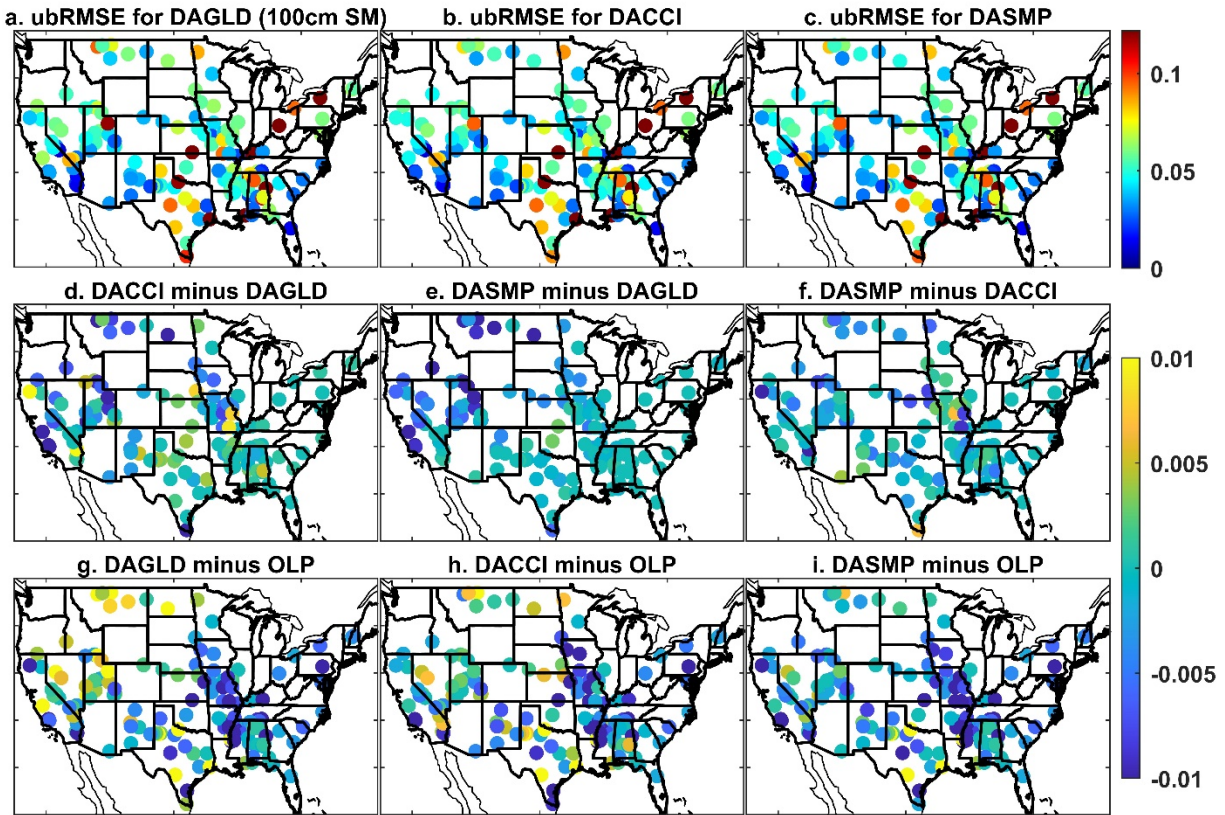 a. ubRMSE for DAGLD (100cm SM)
b. ubRMSE for DACCI
c. ubRMSE for DASMP
0.1
0.05
0
d. DACCI minus DAGLD
e. DASMP minus DAGLD
f. DASMP minus DACCI
0.01
0.005
0
-0.005
-0.01
g. DAGLD minus OLP
h. DACCI minus OLP
i. DASMP minus OLP